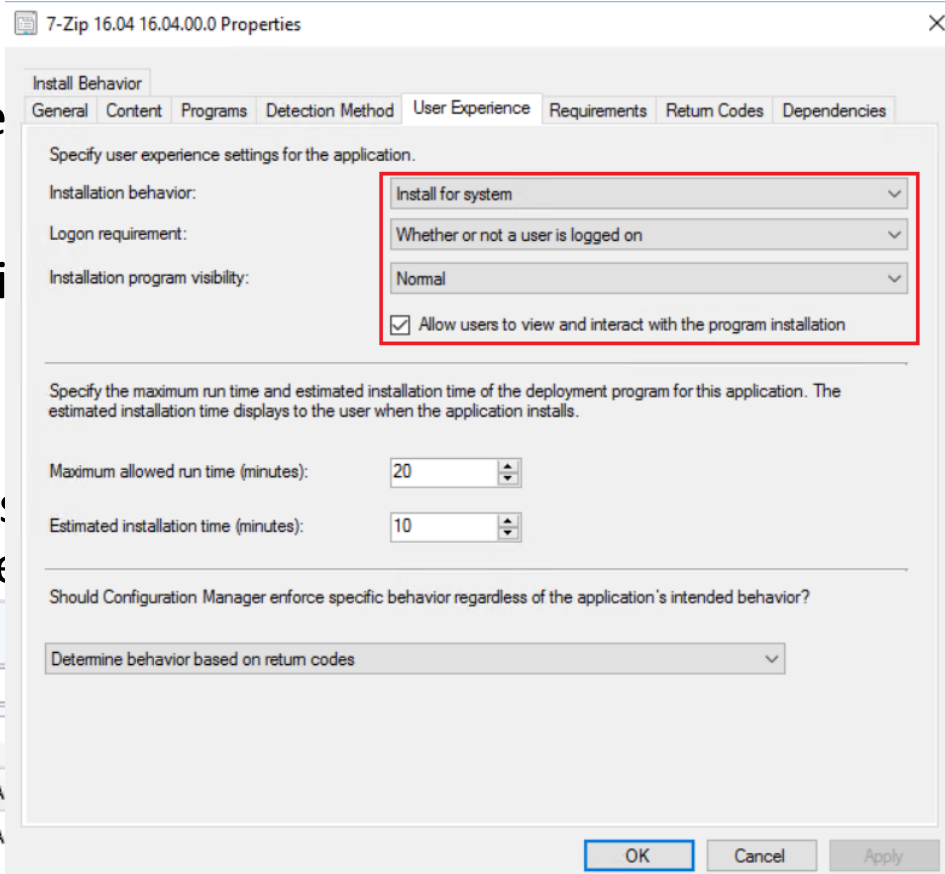 7-Zip 16.04 16.04.00.0 Properties
Install Behavior
General Content Programs Detection Method User Experience Requirements Return Codes Dependencies
Specify user experience settings for the application.
Installation behavior: Install for system
Logon requirement: Whether or not a user is logged on
Installation program visibility: Normal
Allow users to view and interact with the program installation
Specify the maximum run time and estimated installation time of the deployment program for this application. The
estimated installation time displays to the user when the application installs.
Maximum allowed run time (minutes): 20
Estimated installation time (minutes): 10
Should Configuration Manager enforce specific behavior regardless of the application's intended behavior?
Determine behavior based on return codes
OK Cancel Apply